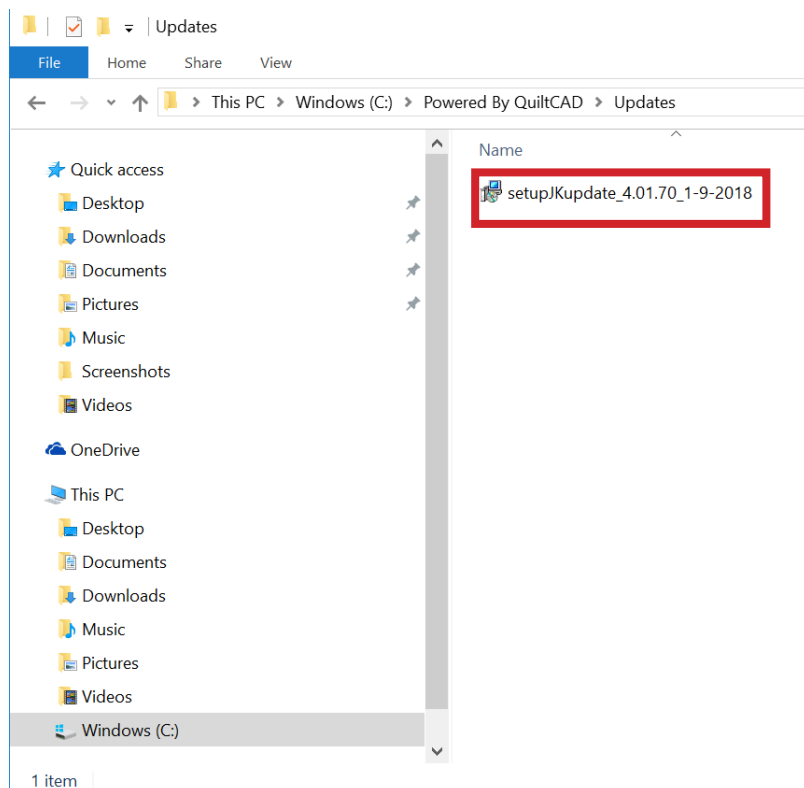 Updates
File Home Share View
This PC > Windows (C:) > Powered By QuiltCAD > Updates
Name
setupJKupdate_4.01.70_1-9-2018
Quick access
Desktop
Downloads
Documents
Pictures
Music
Screenshots
Videos
OneDrive
This PC
Desktop
Documents
Downloads
Music
Pictures
Videos
Windows (C:)
1 item